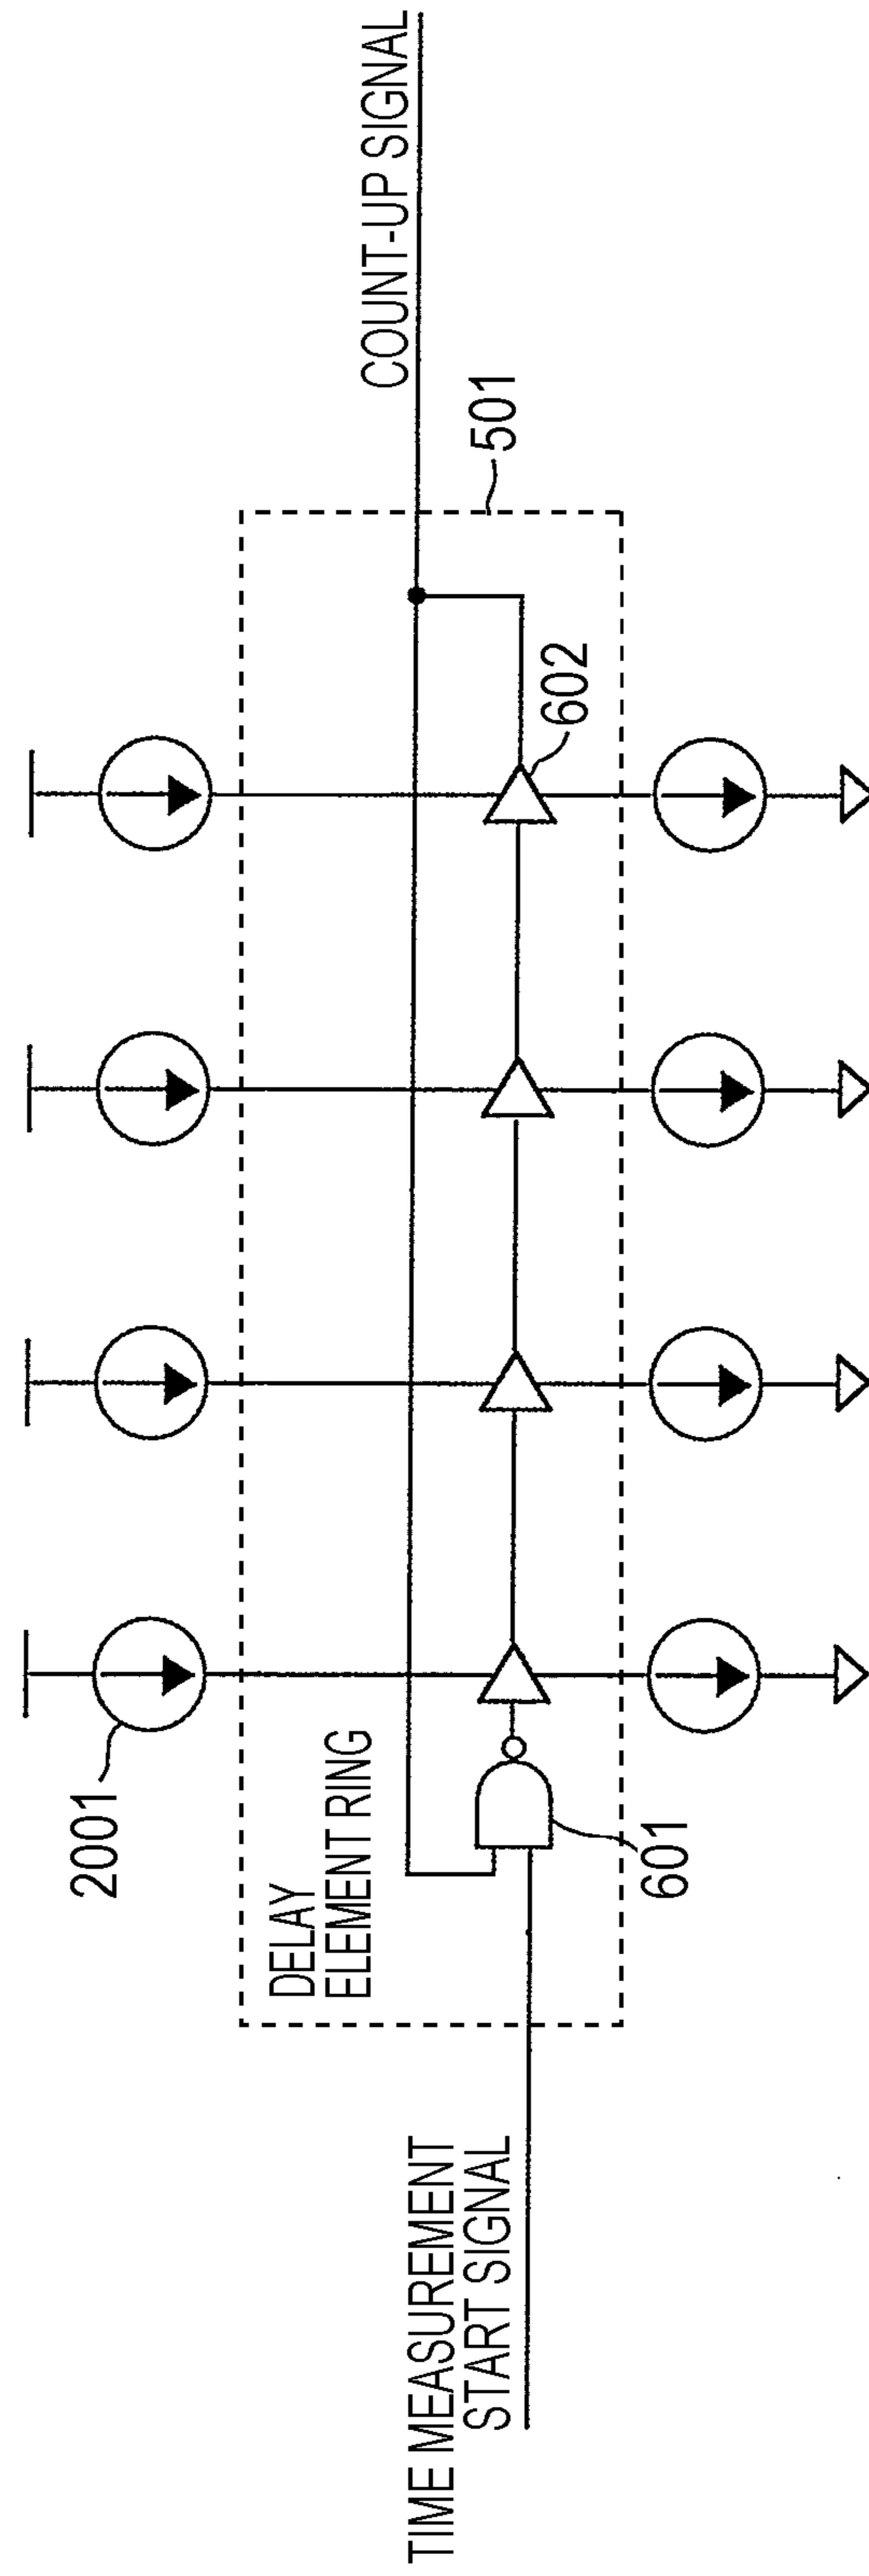 TIME MEASUREMENT
START SIGNAL
DELAY
ELEMENT RING
2001
601
602
501
COUNT-UP SIGNAL